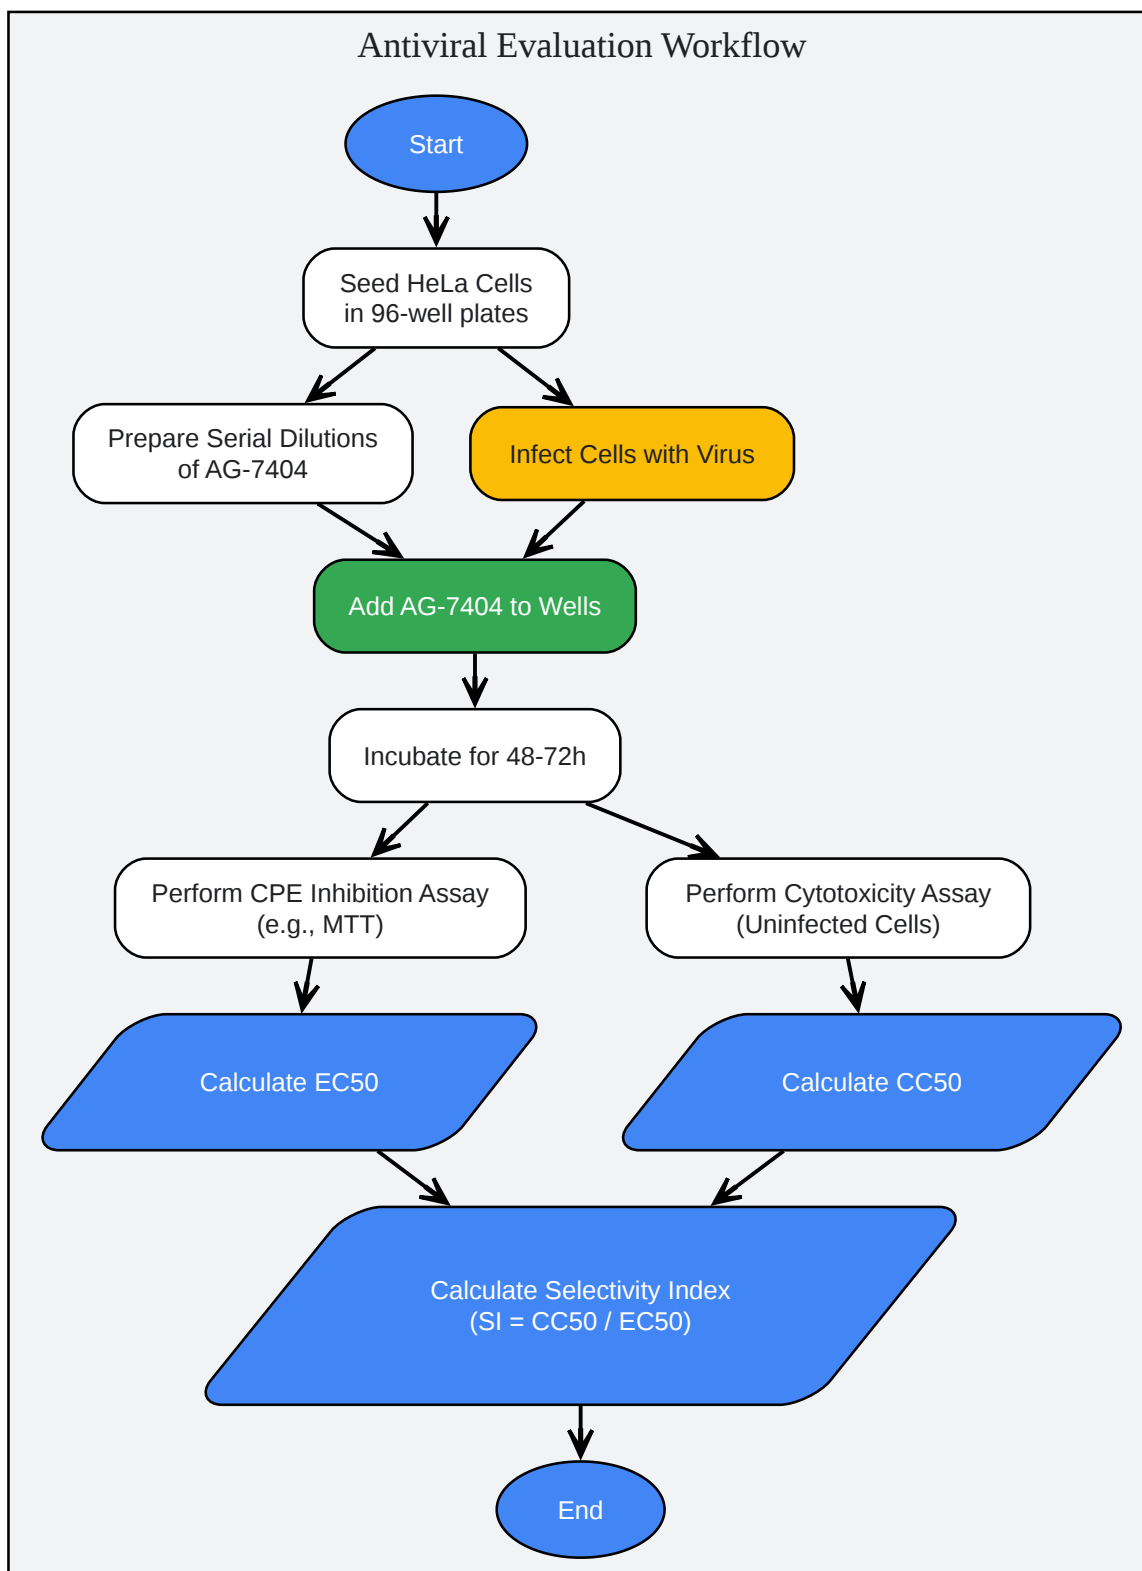 Antiviral Evaluation Workflow
Start
Seed HeLa Cells
in 96-well plates
Prepare Serial Dilutions
of AG-7404
Infect Cells with Virus
Add AG-7404 to Wells
Incubate for 48-72h
Perform CPE Inhibition Assay
(e.g., MTT)
Perform Cytotoxicity Assay
(Uninfected Cells)
Calculate EC50
Calculate CC50
Calculate Selectivity Index
(SI = CC50 / EC50)
End